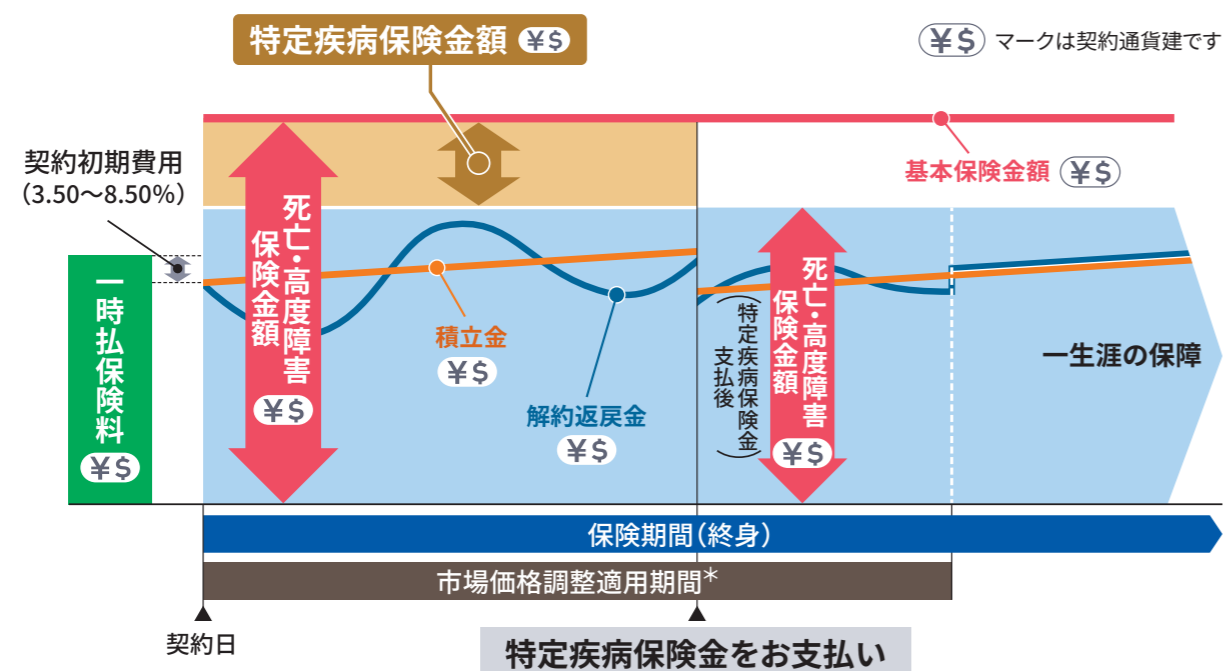 特定疾病保険金額 ¥$
¥$ マークは契約通貨建です
契約初期費用
（3.50～8.50％）
基本保険金額 ¥$
一時払保険料
¥$
死亡・高度障害
保険金額
¥$
積立金
¥$
解約返戻金
¥$
（特定疾病保険金
支払後）
死亡・高度障害
保険金額
¥$
一生涯の保障
保険期間（終身）
市場価格調整適用期間＊
契約日
特定疾病保険金をお支払い